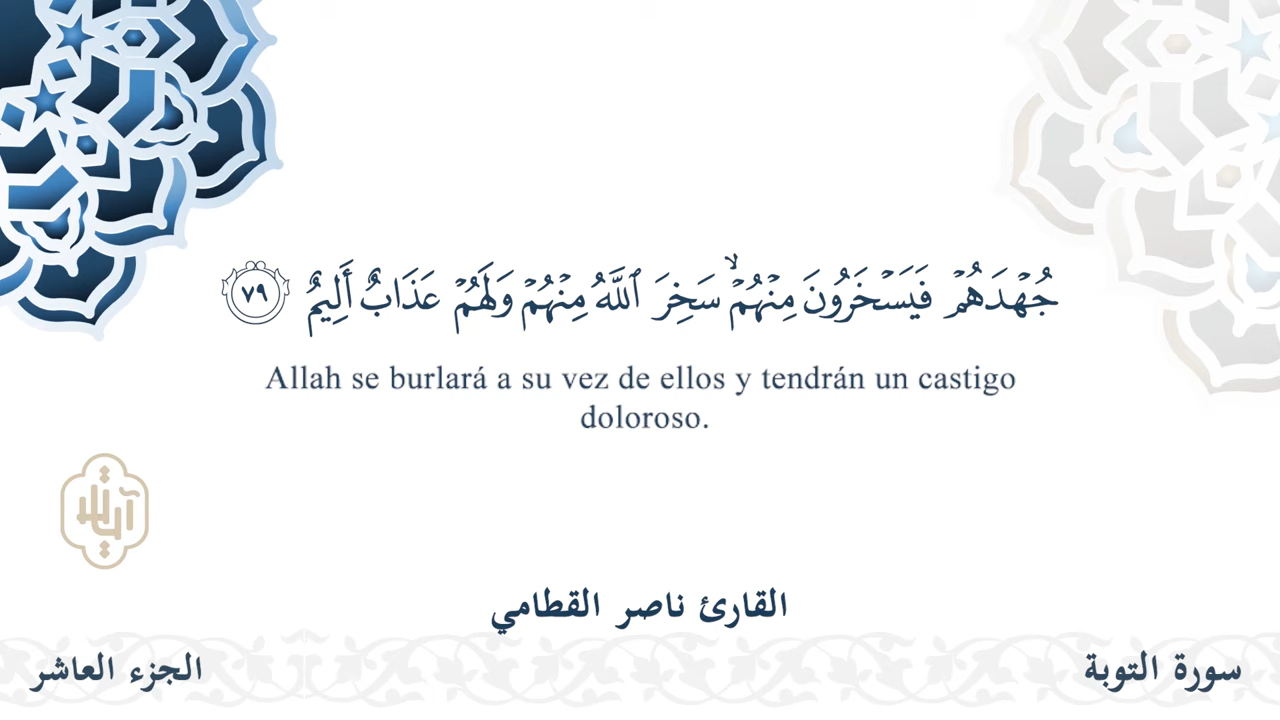 جُهۡدَهُمۡ فَيَسۡخَرُونَ مِنۡهُمۡۙ سَخِرَ ٱللَّهُ مِنۡهُمۡ وَلَهُمۡ عَذَابٌ أَلِيمٌ ٧٩
Allah se burlará a su vez de ellos y tendrán un castigo
doloroso.
القارئ ناصر القطامي
سورة التوبة
الجزء العاشر